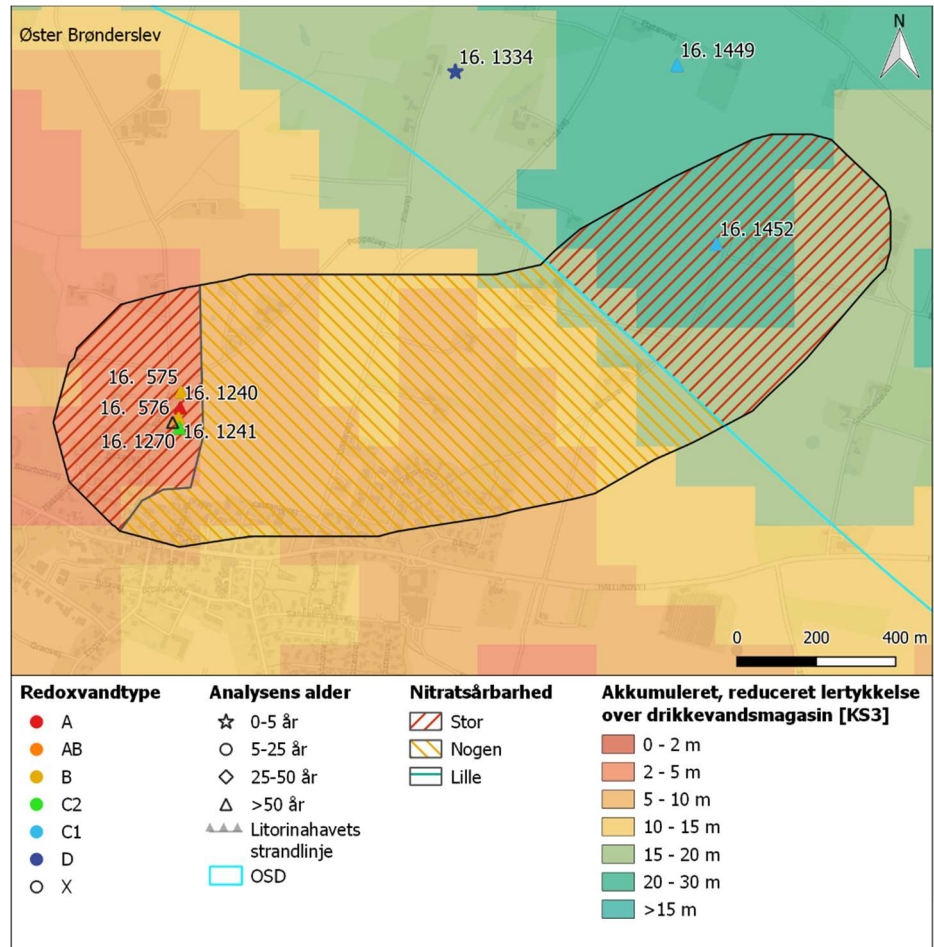 Øster Brønderslev
N
16. 1334
16. 1449
16. 1452
16. 575
16. 1240
16. 576
16. 1241
16. 1270
HALLUNDVEJ
0 200 400 m
Redoxvandtype
A
AB
B
C2
C1
D
X
Analysens alder
0-5 år
5-25 år
25-50 år
>50 år
Litorinahavets
strandlinje
OSD
Nitratsårbarhed
Stor
Nogen
Lille
Akkumuleret, reduceret lertykkelse
over drikkevandsmagasin [KS3]
0 - 2 m
2 - 5 m
5 - 10 m
10 - 15 m
15 - 20 m
20 - 30 m
>15 m